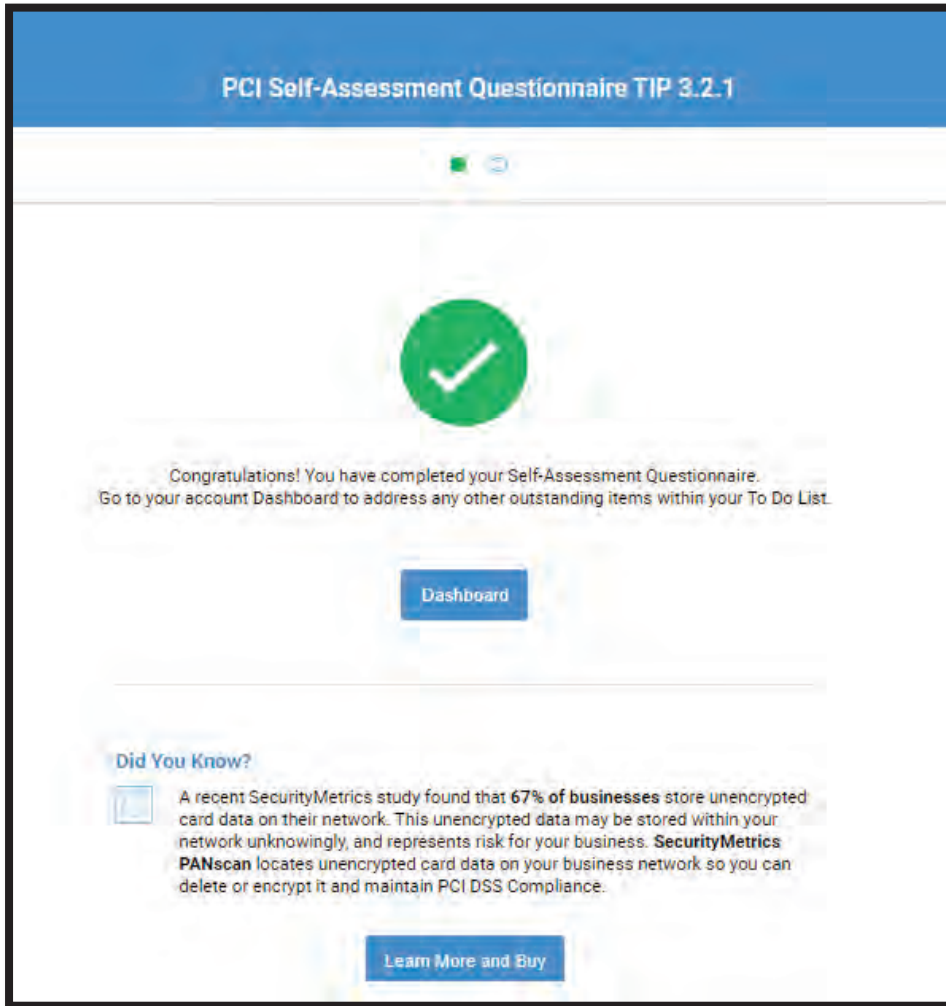 PCI Self-Assessment Questionnaire TIP 3.2.1
Congratulations! You have completed your Self-Assessment Questionnaire.
Go to your account Dashboard to address any other outstanding items within your To Do List.
Dashboard
Did You Know?
A recent SecurityMetrics study found that 67% of businesses store unencrypted
card data on their network. This unencrypted data may be stored within your
network unknowingly, and represents risk for your business. SecurityMetrics
PANscan locates unencrypted card data on your business network so you can
delete or encrypt it and maintain PCI DSS Compliance.
Learn More and Buy